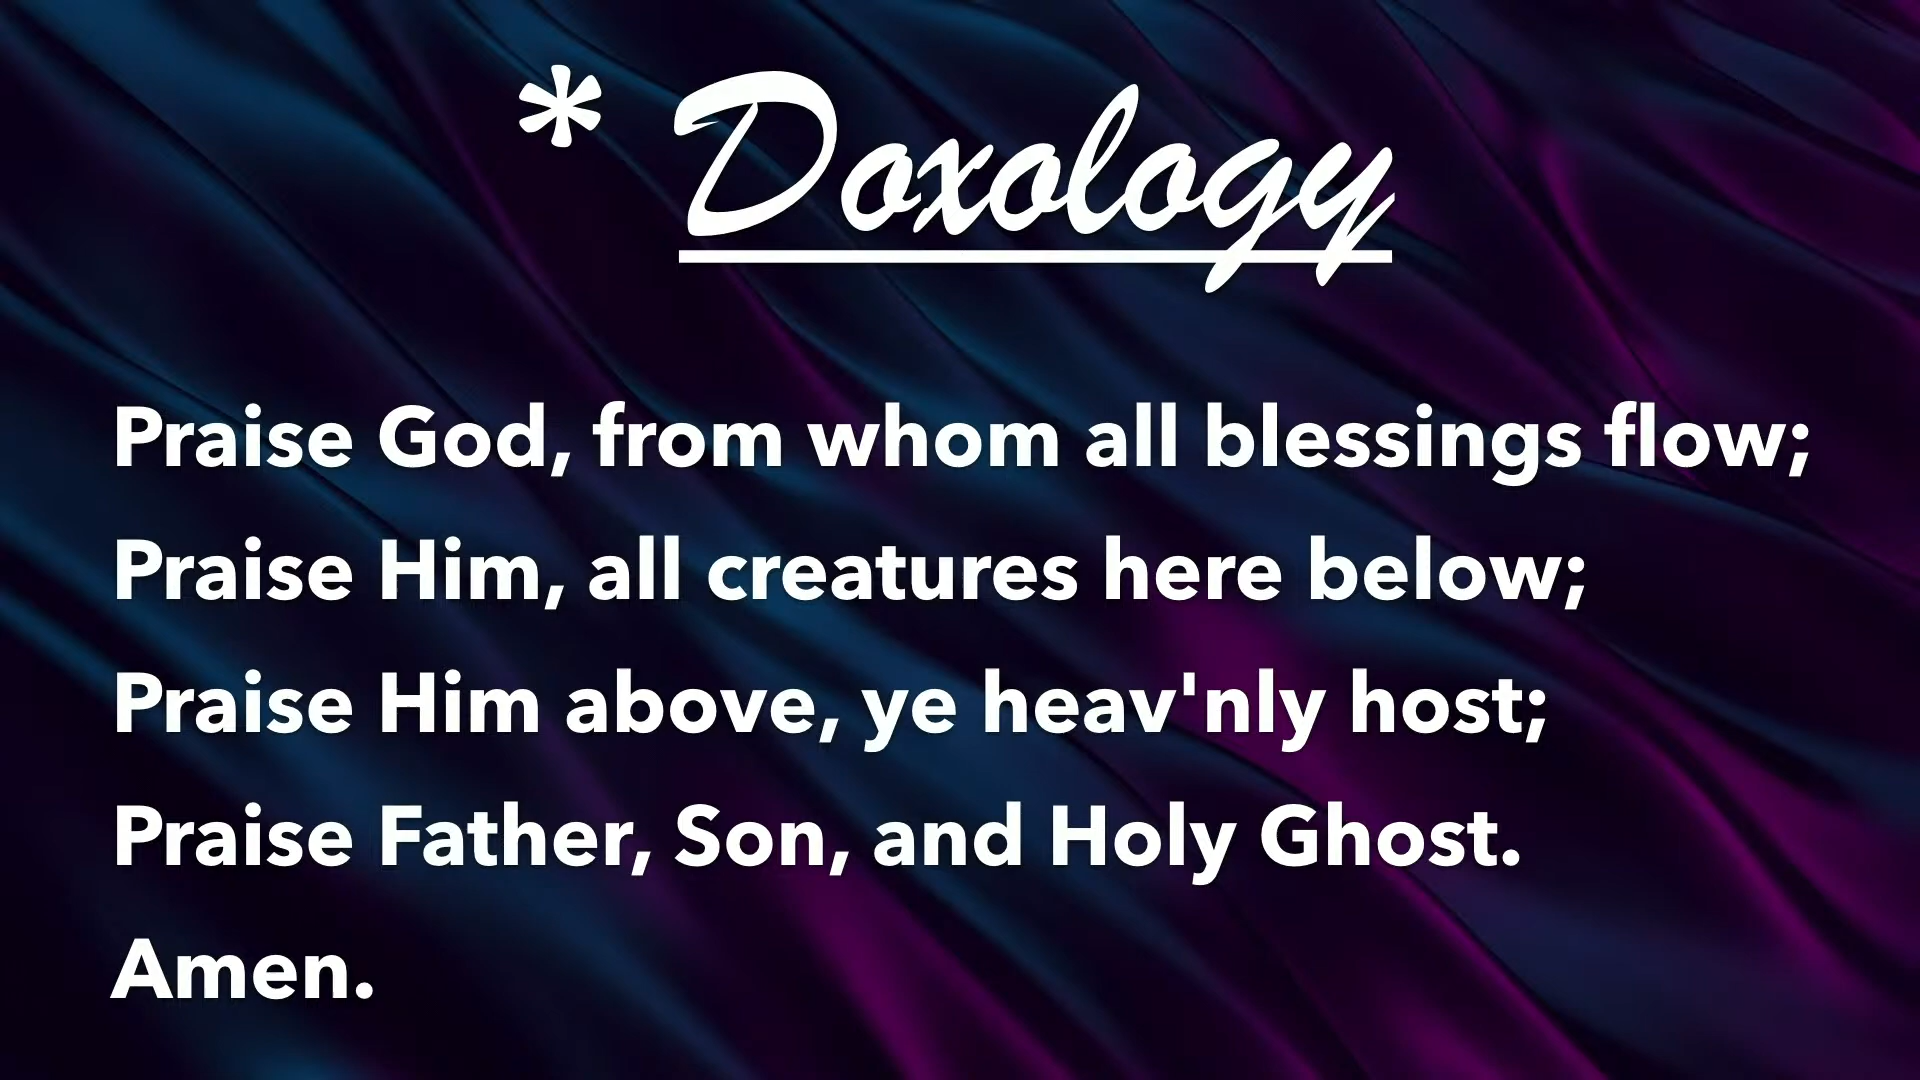 * Doxology
Praise God, from whom all blessings flow;
Praise Him, all creatures here below;
Praise Him above, ye heav'nly host;
Praise Father, Son, and Holy Ghost.
Amen.